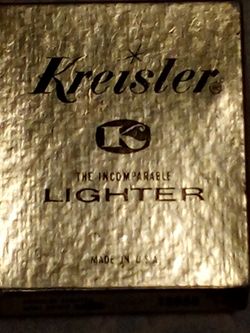 Kreisler®
K
THE INCOMPARABLE
LIGHTER
MADE IN U.S.A.